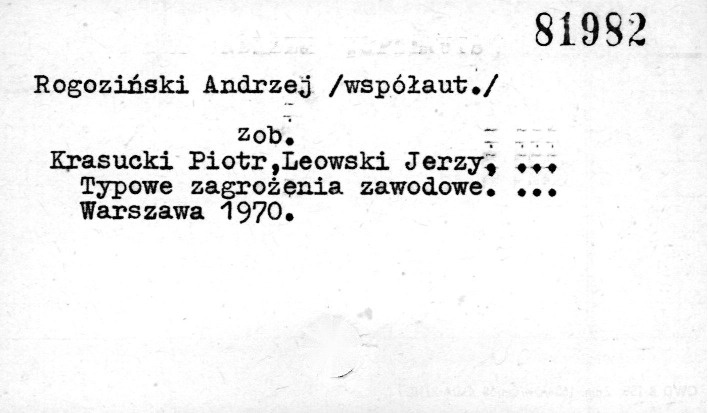 81982
Rogoziński Andrzej /współaut./
zob.
Krasucki Piotr,Leowski Jerzy, ...
Typowe zagrożenia zawodowe. ...
Warszawa 1970.